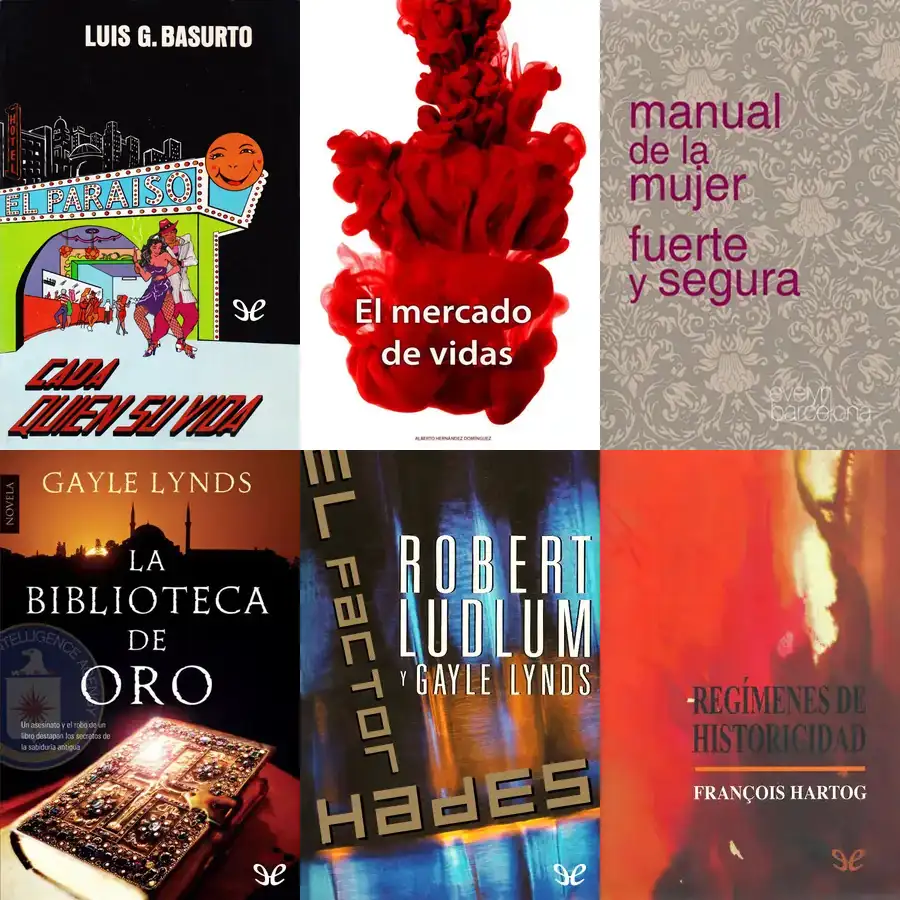 LUIS G. BASURTO
HOTEL
EL PARAISO
CADA
QUIEN SU VIDA
El mercado
de vidas
ALBERTO HERNÁNDEZ DOMÍNGUEZ
manual
de la
mujer
fuerte
y segura
evelyn
barcelona
NOVELA
GAYLE LYNDS
LA
BIBLIOTECA
DE
ORO
Un asesinato y el robo de un
libro destapan los secretos de
la sabiduría antigua
EL FACTOR
HADES
ROBERT
LUDLUM
Y GAYLE LYNDS
REGÍMENES DE
HISTORICIDAD
FRANÇOIS HARTOG